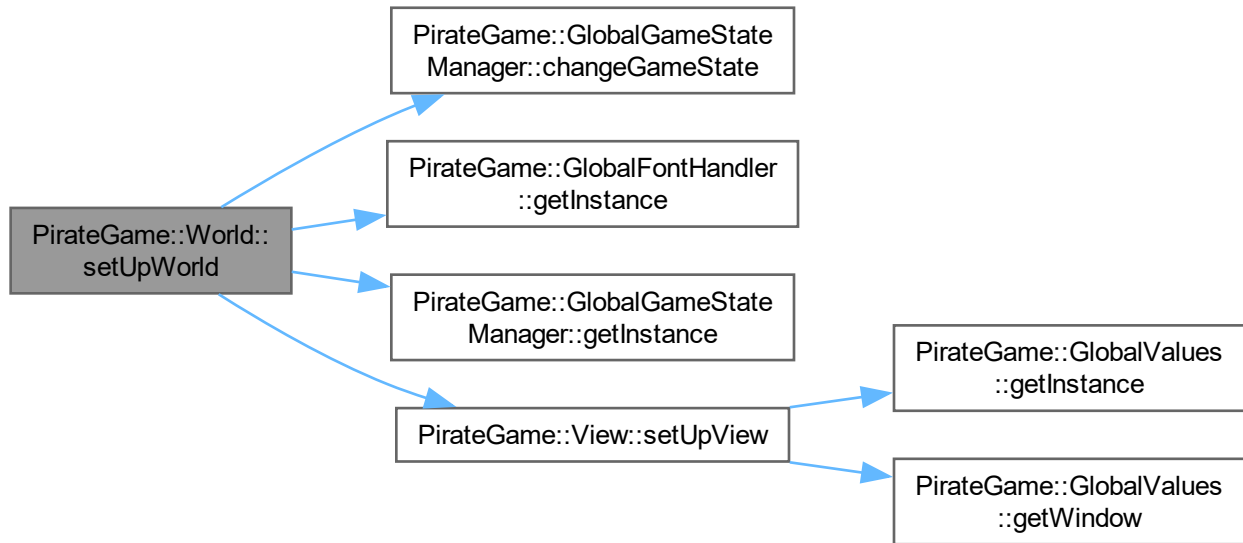 PirateGame::GlobalGameState
Manager::changeGameState
PirateGame::GlobalFontHandler
::getInstance
PirateGame::World::
setUpWorld
PirateGame::GlobalGameState
Manager::getInstance
PirateGame::GlobalValues
::getInstance
PirateGame::View::setUpView
PirateGame::GlobalValues
::getWindow